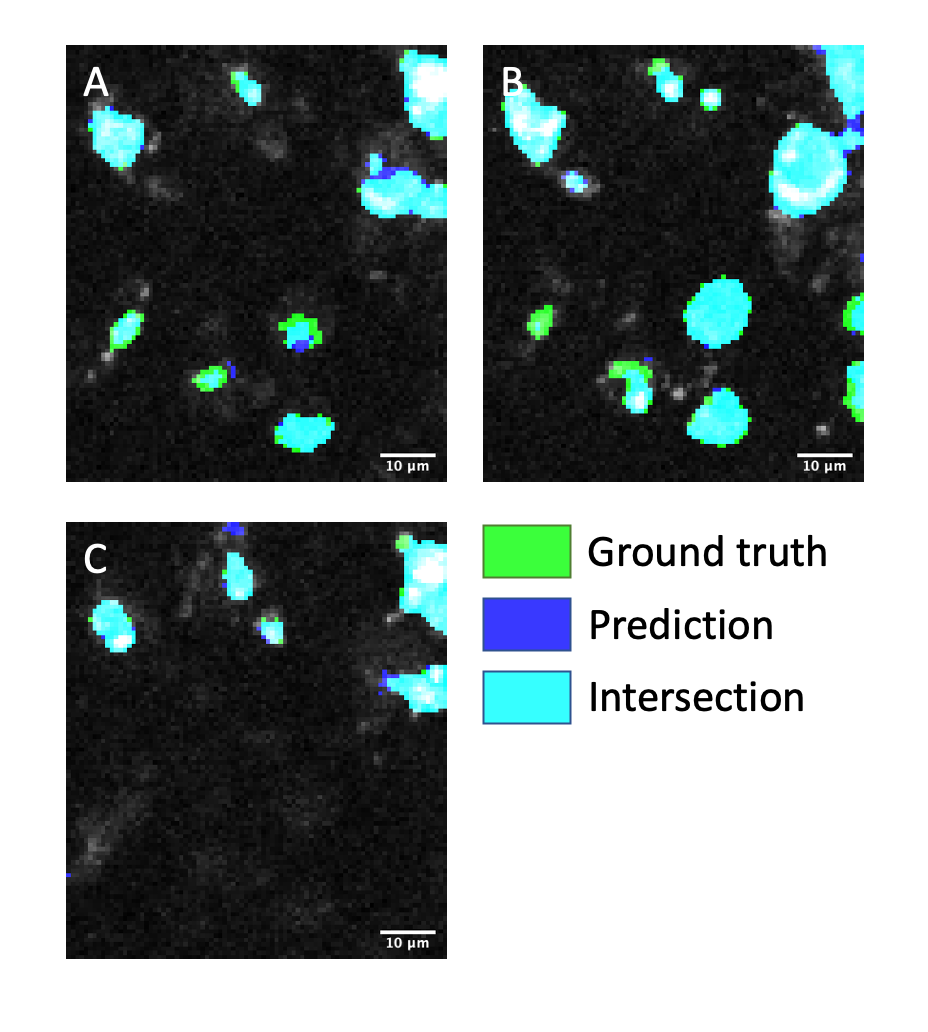 A
10 µm
B
10 µm
C
10 µm
Ground truth
Prediction
Intersection